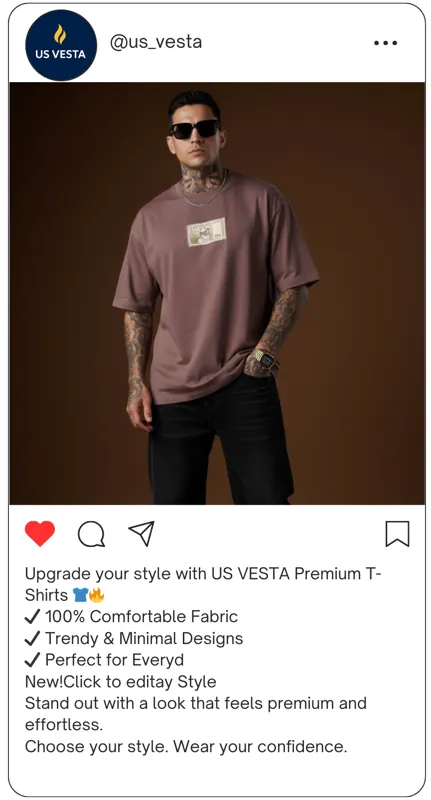 US VESTA
@us_vesta
Upgrade your style with US VESTA Premium T-
Shirts 👕🔥
✓ 100% Comfortable Fabric
✓ Trendy & Minimal Designs
✓ Perfect for Everyd
New!Click to editay Style
Stand out with a look that feels premium and
effortless.
Choose your style. Wear your confidence.